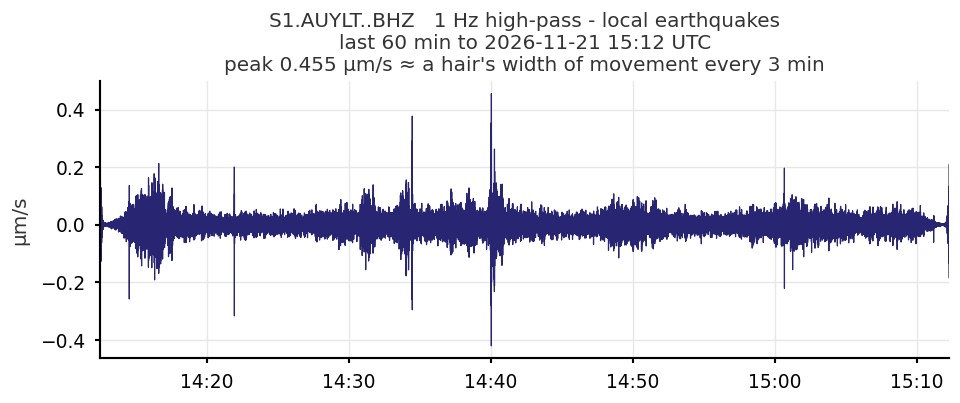 S1.AUYLT..BHZ   1 Hz high-pass - local earthquakes
last 60 min to 2026-11-21 15:12 UTC
peak 0.455 µm/s ≈ a hair's width of movement every 3 min
0.4
0.2
0.0
−0.2
−0.4
µm/s
14:20
14:30
14:40
14:50
15:00
15:10